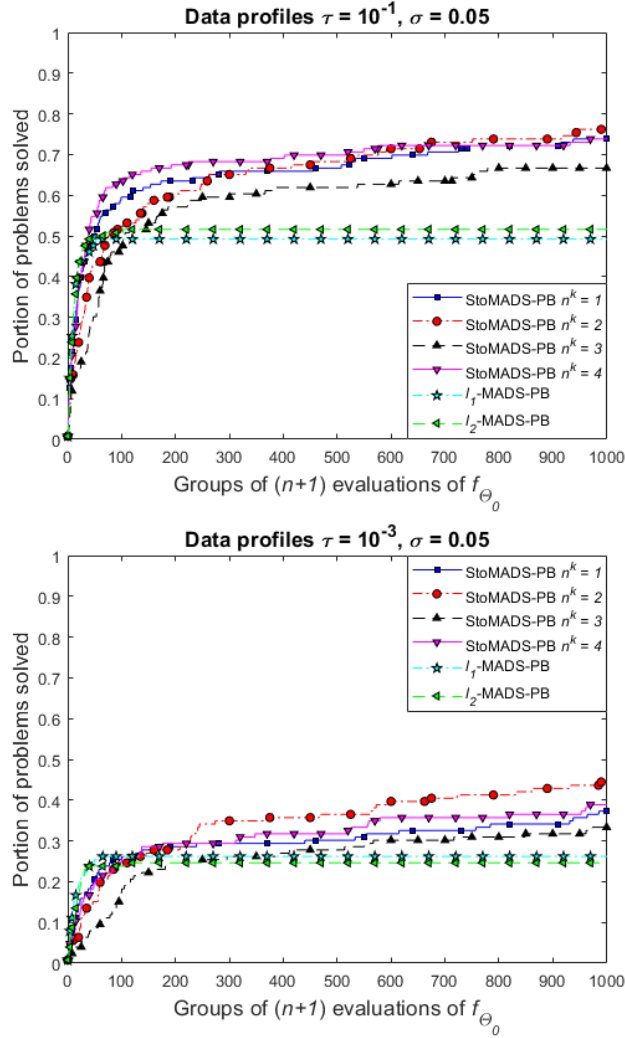 Data profiles τ = 10^-1, σ = 0.05
Portion of problems solved
1
0.9
0.8
0.7
0.6
0.5
0.4
0.3
0.2
0.1
0
StoMADS-PB n^k = 1
StoMADS-PB n^k = 2
StoMADS-PB n^k = 3
StoMADS-PB n^k = 4
l_1-MADS-PB
l_2-MADS-PB
0 100 200 300 400 500 600 700 800 900 1000
Groups of (n+1) evaluations of f_Θ_0
Data profiles τ = 10^-3, σ = 0.05
Portion of problems solved
1
0.9
0.8
0.7
0.6
0.5
0.4
0.3
0.2
0.1
0
StoMADS-PB n^k = 1
StoMADS-PB n^k = 2
StoMADS-PB n^k = 3
StoMADS-PB n^k = 4
l_1-MADS-PB
l_2-MADS-PB
0 100 200 300 400 500 600 700 800 900 1000
Groups of (n+1) evaluations of f_Θ_0